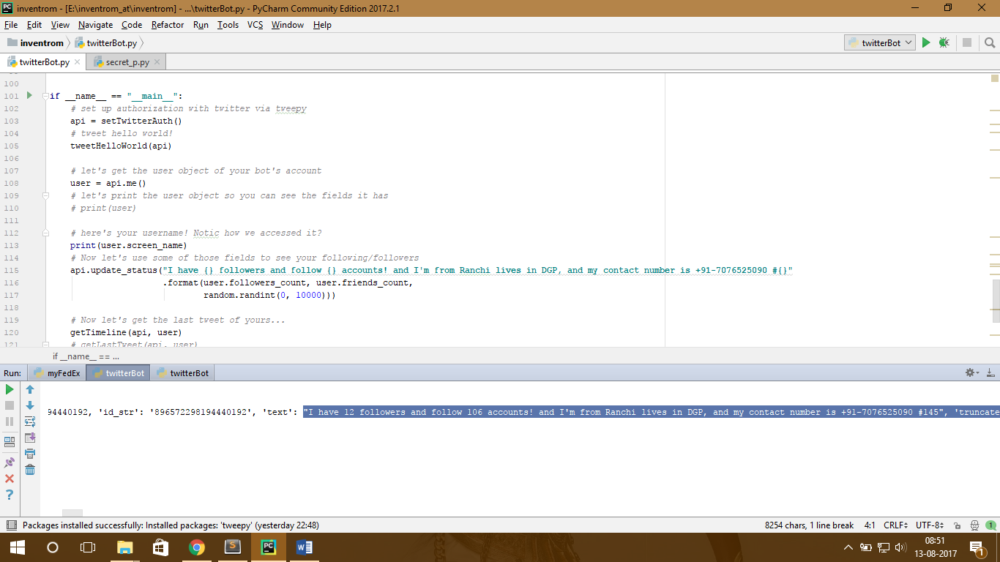 inventrom - [E:\inventrom_at\inventrom] - ...\twitterBot.py - PyCharm Community Edition 2017.2.1
File Edit View Navigate Code Refactor Run Tools VCS Window Help
inventrom twitterBot.py twitterBot
twitterBot.py secret_p.py
100
101 if __name__ == "__main__":
102 # set up authorization with twitter via tweepy
103 api = setTwitterAuth()
104 # tweet hello world!
105 tweetHelloWorld(api)
106
107 # let's get the user object of your bot's account
108 user = api.me()
109 # let's print the user object so you can see the fields it has
110 # print(user)
111
112 # here's your username! Notic how we accessed it?
113 print(user.screen_name)
114 # Now let's use some of those fields to see your following/followers
115 api.update_status("I have {} followers and follow {} accounts! and I'm from Ranchi lives in DGP, and my contact number is +91-7076525090 #{}"
116 .format(user.followers_count, user.friends_count,
117 random.randint(0, 10000)))
118
119 # Now let's get the last tweet of yours...
120 getTimeline(api, user)
121 # getLastTweet(api, user)
if __name__ == ...
Run: myFedEx twitterBot twitterBot
94440192, 'id_str': '896572298194440192', 'text': "I have 12 followers and follow 106 accounts! and I'm from Ranchi lives in DGP, and my contact number is +91-7076525090 #145", 'truncate
Packages installed successfully: Installed packages: 'tweepy' (yesterday 22:48) 8254 chars, 1 line break 4:1 CRLF UTF-8 1
08:51
13-08-2017 1